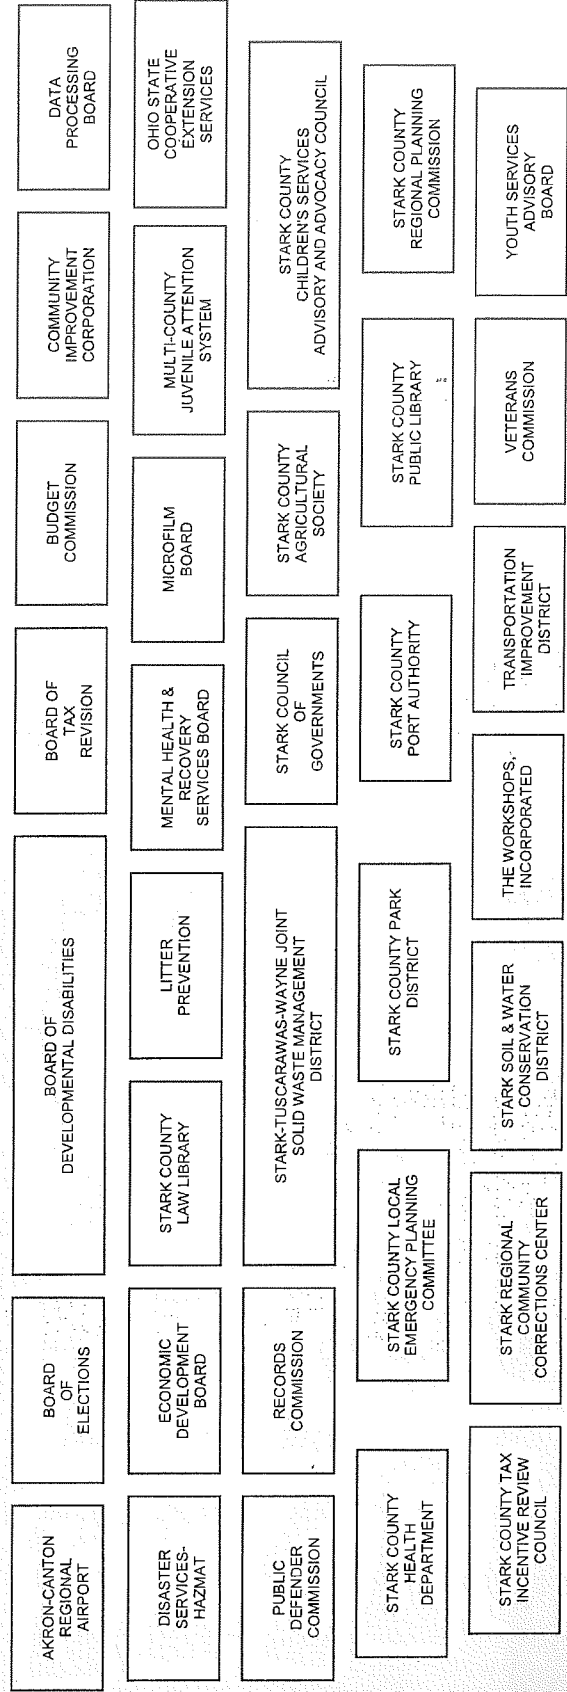 AKRON-CANTON
REGIONAL
AIRPORT
BOARD
OF
ELECTIONS
BOARD OF
DEVELOPMENTAL DISABILITIES
BOARD OF
TAX
REVISION
BUDGET
COMMISSION
COMMUNITY
IMPROVEMENT
CORPORATION
DATA
PROCESSING
BOARD
DISASTER
SERVICES-
HAZMAT
ECONOMIC
DEVELOPMENT
BOARD
STARK COUNTY
LAW LIBRARY
LITTER
PREVENTION
MENTAL HEALTH &
RECOVERY
SERVICES BOARD
MICROFILM
BOARD
MULTI-COUNTY
JUVENILE ATTENTION
SYSTEM
OHIO STATE
COOPERATIVE
EXTENSION
SERVICES
PUBLIC
DEFENDER
COMMISSION
RECORDS
COMMISSION
STARK-TUSCARAWAS-WAYNE JOINT
SOLID WASTE MANAGEMENT
DISTRICT
STARK COUNCIL
OF
GOVERNMENTS
STARK COUNTY
AGRICULTURAL
SOCIETY
STARK COUNTY
CHILDREN'S SERVICES
ADVISORY AND ADVOCACY COUNCIL
STARK COUNTY
HEALTH
DEPARTMENT
STARK COUNTY LOCAL
EMERGENCY PLANNING
COMMITTEE
STARK COUNTY PARK
DISTRICT
STARK COUNTY
PORT AUTHORITY
STARK COUNTY
PUBLIC LIBRARY
STARK COUNTY
REGIONAL PLANNING
COMMISSION
STARK COUNTY TAX
INCENTIVE REVIEW
COUNCIL
STARK REGIONAL
COMMUNITY
CORRECTIONS CENTER
STARK SOIL & WATER
CONSERVATION
DISTRICT
THE WORKSHOPS,
INCORPORATED
TRANSPORTATION
IMPROVEMENT
DISTRICT
VETERANS
COMMISSION
YOUTH SERVICES
ADVISORY
BOARD